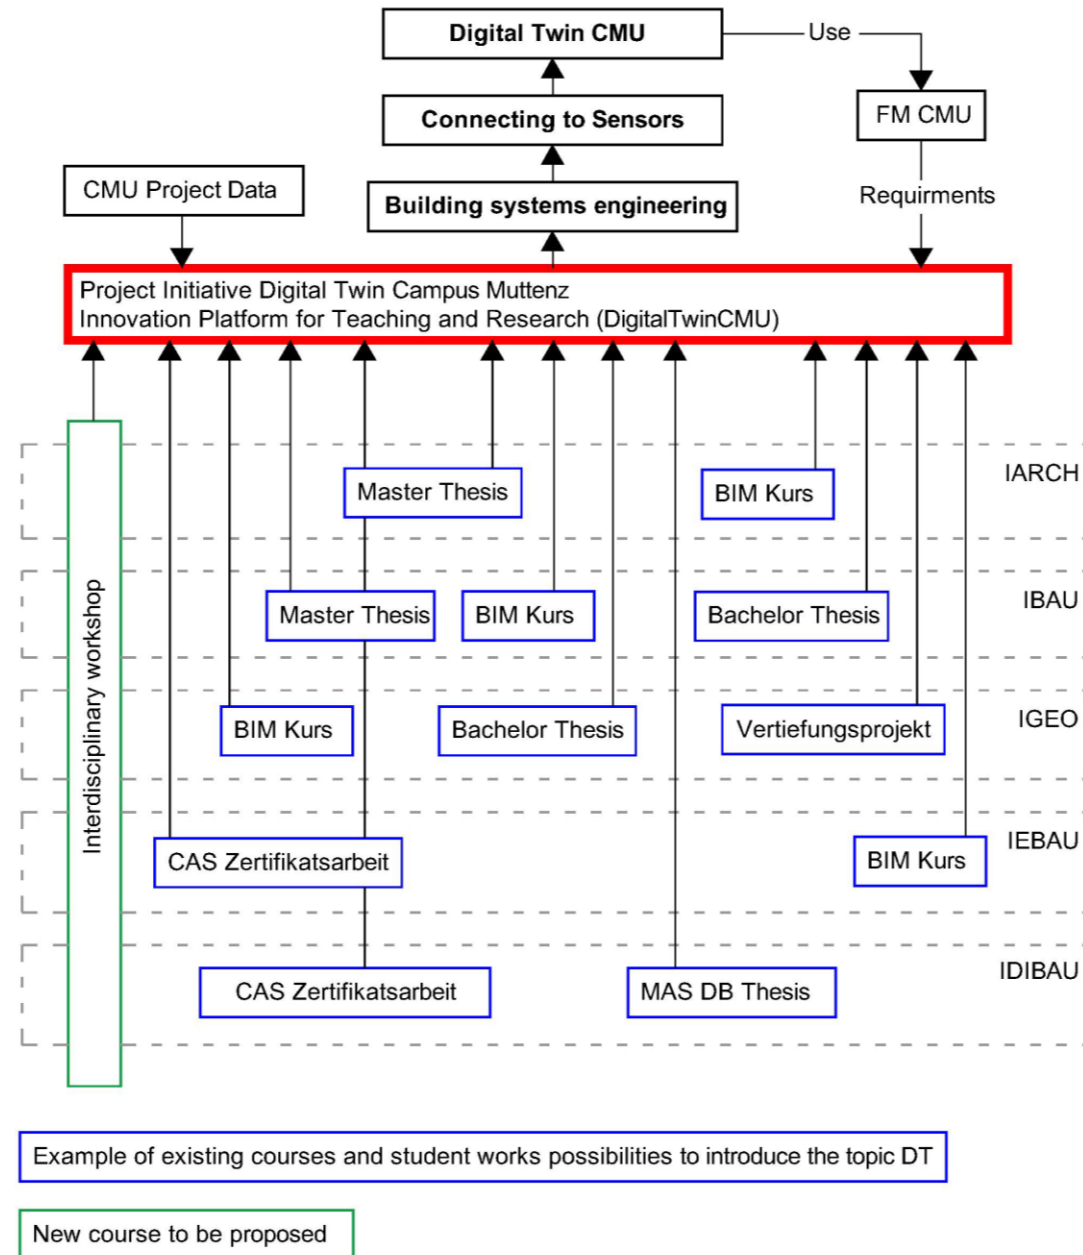 Digital Twin CMU
Use
Connecting to Sensors
FM CMU
CMU Project Data
Building systems engineering
Requirments
Project Initiative Digital Twin Campus Muttenz
Innovation Platform for Teaching and Research (DigitalTwinCMU)
Interdisciplinary workshop
IARCH
Master Thesis
BIM Kurs
IBAU
Master Thesis
BIM Kurs
Bachelor Thesis
IGEO
BIM Kurs
Bachelor Thesis
Vertiefungsprojekt
IEBAU
CAS Zertifikatsarbeit
BIM Kurs
IDIBAU
CAS Zertifikatsarbeit
MAS DB Thesis
Example of existing courses and student works possibilities to introduce the topic DT
New course to be proposed